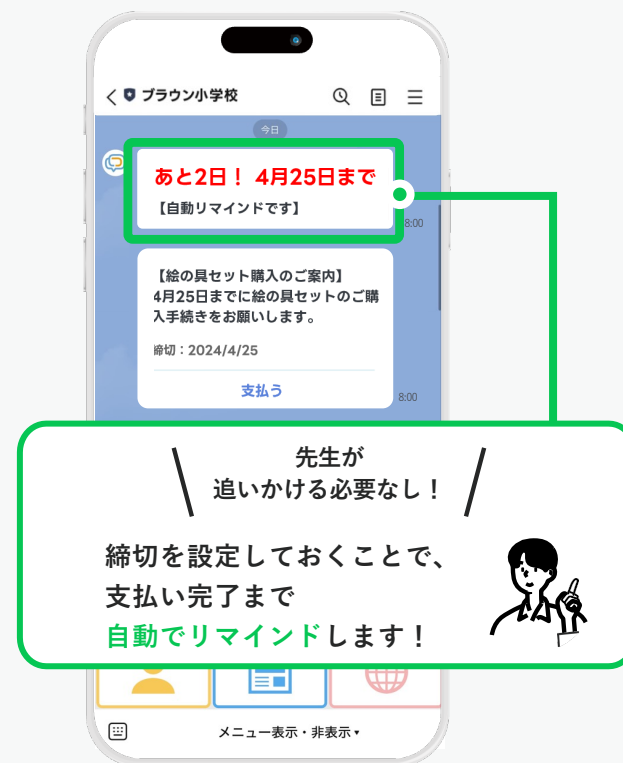 ブラウン小学校
今日
あと2日！ 4月25日まで
【自動リマインドです】
8:00
【絵の具セット購入のご案内】
4月25日までに絵の具セットのご購
入手続きをお願いします。
締切：2024/4/25
支払う
8:00
先生が
追いかける必要なし！
締切を設定しておくことで、
支払い完了まで
自動でリマインドします！
メニュー表示・非表示▾